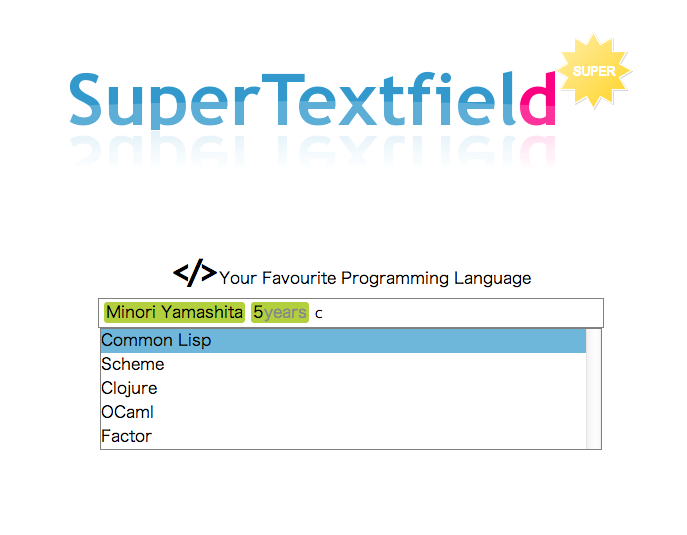 SuperTextfield
SUPER
</>Your Favourite Programming Language
Minori Yamashita 5years c
Common Lisp
Scheme
Clojure
OCaml
Factor